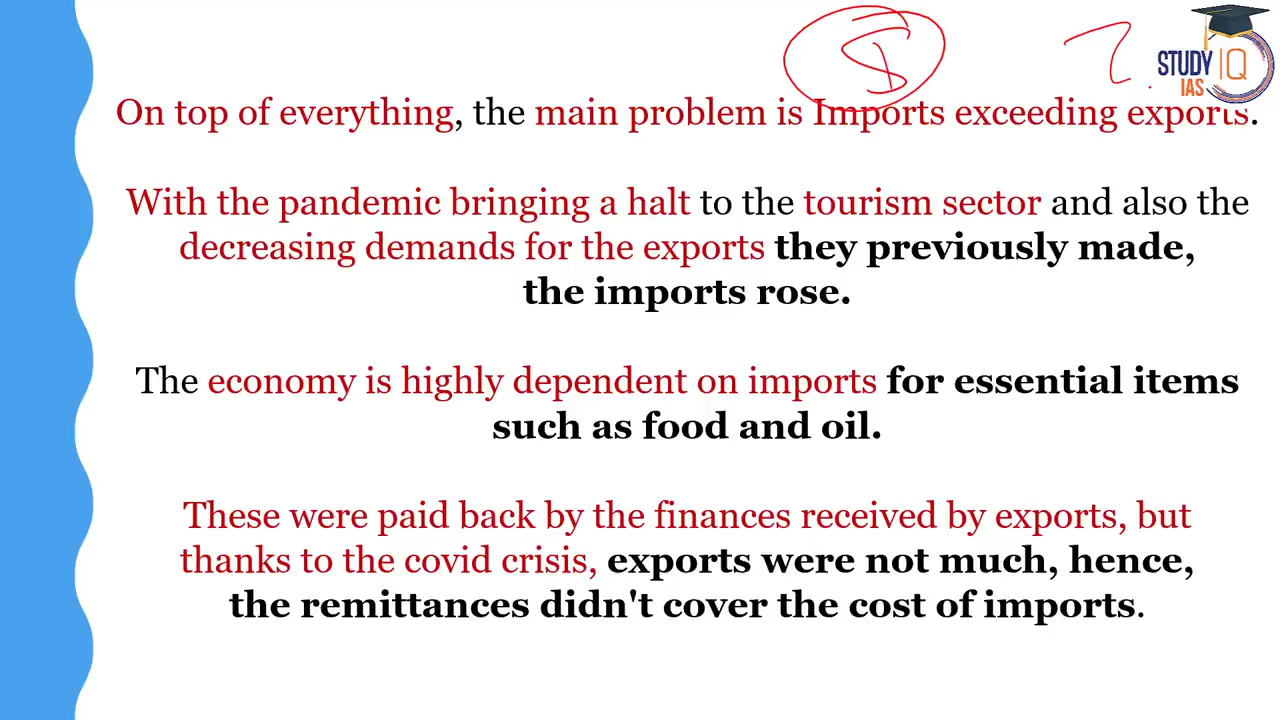 STUDY IQ
IAS
On top of everything, the main problem is Imports exceeding exports.
With the pandemic bringing a halt to the tourism sector and also the
decreasing demands for the exports they previously made,
the imports rose.
The economy is highly dependent on imports for essential items
such as food and oil.
These were paid back by the finances received by exports, but
thanks to the covid crisis, exports were not much, hence,
the remittances didn't cover the cost of imports.